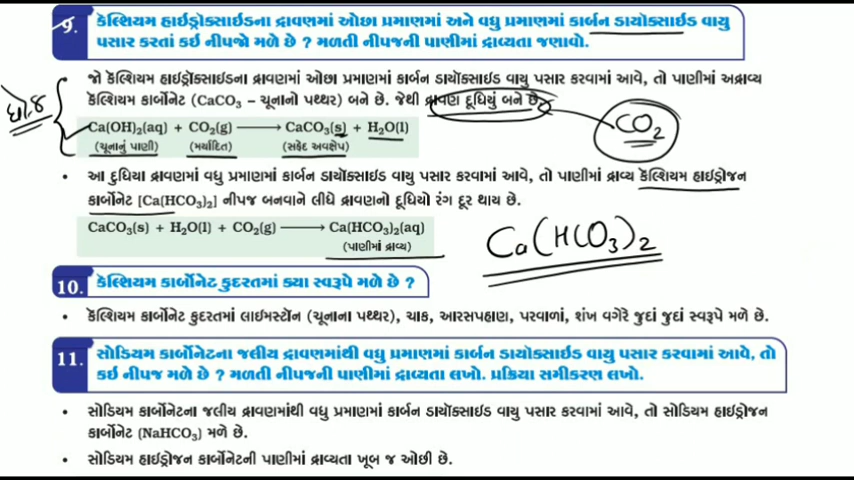 9. કૅલ્શિયમ હાઇડ્રૉક્સાઇડના દ્રાવણમાં ઓછા પ્રમાણમાં અને વધુ પ્રમાણમાં કાર્બન ડાયૉક્સાઇડ વાયુ
પસાર કરતાં કઇ નીપજો મળે છે ? મળતી નીપજની પાણીમાં દ્રાવ્યતા જણાવો.
• જો કૅલ્શિયમ હાઇડ્રૉક્સાઇડના દ્રાવણમાં ઓછા પ્રમાણમાં કાર્બન ડાયૉક્સાઇડ વાયુ પસાર કરવામાં આવે, તો પાણીમાં અદ્રાવ્ય
કૅલ્શિયમ કાર્બોનેટ (CaCO₃ – ચૂનાનો પથ્થર) બને છે. જેથી દ્રાવણ દૂધિયું બને છે.
Ca(OH)₂(aq) + CO₂(g) ⟶ CaCO₃(s) + H₂O(l)
(ચૂનાનું પાણી) (મર્યાદિત) (સફેદ અવક્ષેપ)
CO₂
• આ દુધિયા દ્રાવણમાં વધુ પ્રમાણમાં કાર્બન ડાયૉક્સાઇડ વાયુ પસાર કરવામાં આવે, તો પાણીમાં દ્રાવ્ય કૅલ્શિયમ હાઇડ્રોજન
કાર્બોનેટ [Ca(HCO₃)₂] નીપજ બનવાને લીધે દ્રાવણનો દૂધિયો રંગ દૂર થાય છે.
CaCO₃(s) + H₂O(l) + CO₂(g) ⟶ Ca(HCO₃)₂(aq)
(પાણીમાં દ્રાવ્ય)
Ca(HCO₃)₂
10. કૅલ્શિયમ કાર્બોનેટ કુદરતમાં ક્યા સ્વરૂપે મળે છે ?
• કૅલ્શિયમ કાર્બોનેટ કુદરતમાં લાઇમસ્ટૉન (ચૂનાના પથ્થર), ચાક, આરસપહાણ, પરવાળાં, શંખ વગેરે જુદાં જુદાં સ્વરૂપે મળે છે.
11. સોડિયમ કાર્બોનેટના જલીય દ્રાવણમાંથી વધુ પ્રમાણમાં કાર્બન ડાયૉક્સાઇડ વાયુ પસાર કરવામાં આવે, તો
કઇ નીપજ મળે છે ? મળતી નીપજની પાણીમાં દ્રાવ્યતા લખો. પ્રક્રિયા સમીકરણ લખો.
• સોડિયમ કાર્બોનેટના જલીય દ્રાવણમાંથી વધુ પ્રમાણમાં કાર્બન ડાયૉક્સાઇડ વાયુ પસાર કરવામાં આવે, તો સોડિયમ હાઇડ્રોજન
કાર્બોનેટ (NaHCO₃) મળે છે.
• સોડિયમ હાઇડ્રોજન કાર્બોનેટની પાણીમાં દ્રાવ્યતા ખૂબ જ ઓછી છે.